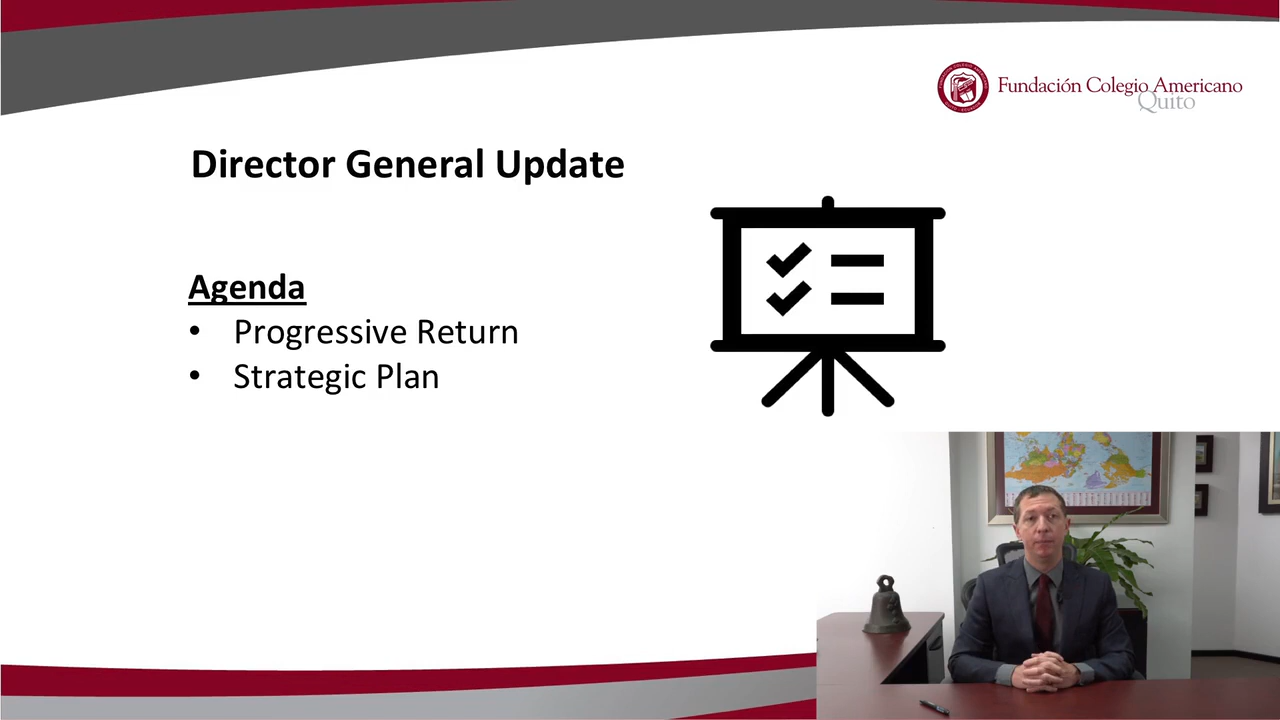 Fundación Colegio Americano
Quito
Director General Update
Agenda
• Progressive Return
• Strategic Plan